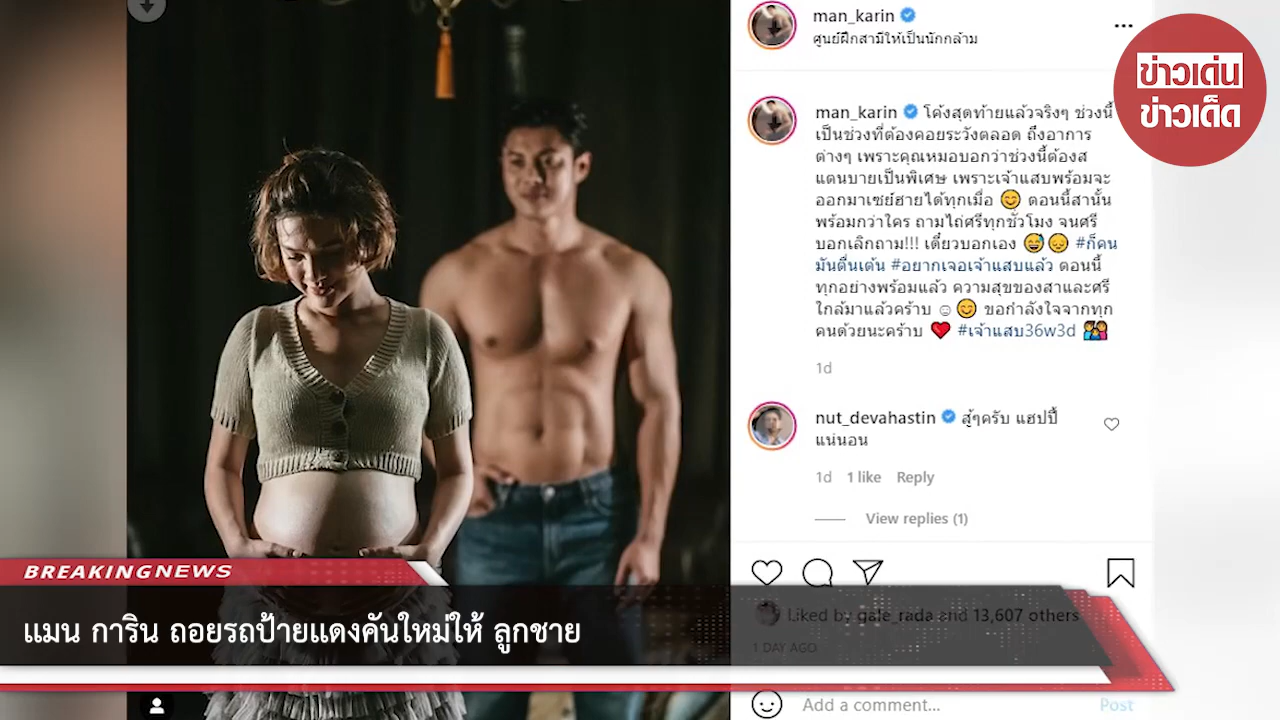 man_karin
ศูนย์ฝึกสามีให้เป็นนักกล้าม
ข่าวเด่น
ข่าวเด็ด
man_karin โค้งสุดท้ายแล้วจริงๆ ช่วงนี้
เป็นช่วงที่ต้องคอยระวังตลอด ถึงอาการ
ต่างๆ เพราะคุณหมอบอกว่าช่วงนี้ต้องส
แตนบายเป็นพิเศษ เพราะเจ้าแสบพร้อมจะ
ออกมาเซย์ฮายได้ทุกเมื่อ 😊 ตอนนี้สานั้น
พร้อมกว่าใคร ถามไถ่ศรีทุกชั่วโมง จนศรี
บอกเลิกถาม!!! เดี๋ยวบอกเอง 😅😔 #ก็คน
มันตื่นเต้น #อยากเจอเจ้าแสบแล้ว ตอนนี้
ทุกอย่างพร้อมแล้ว ความสุขของสาและศรี
ใกล้มาแล้วคร้าบ ☺😊 ขอกำลังใจจากทุก
คนด้วยนะคร้าบ ❤️ #เจ้าแสบ36w3d 👨‍👩‍👦
1d
nut_devahastin สู้ๆครับ แฮปปี้
แน่นอน
1d 1 like Reply
View replies (1)
Liked by gale_rada and 13,607 others
1 DAY AGO
Add a comment... Post
BREAKINGNEWS
แมน การิน ถอยรถป้ายแดงคันใหม่ให้ ลูกชาย